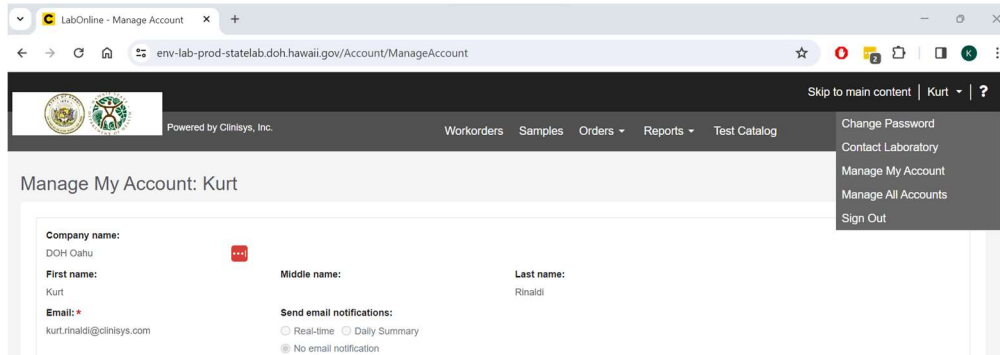 LabOnline - Manage Account
env-lab-prod-statelab.doh.hawaii.gov/Account/ManageAccount
2
K
Skip to main content | Kurt | ?
Powered by Clinisys, Inc.
Workorders Samples Orders Reports Test Catalog
Change Password
Contact Laboratory
Manage My Account
Manage All Accounts
Sign Out
Manage My Account: Kurt
Company name:
DOH Oahu
First name: Middle name: Last name:
Kurt Rinaldi
Email: * Send email notifications:
kurt.rinaldi@clinisys.com Real-time Daily Summary
No email notification